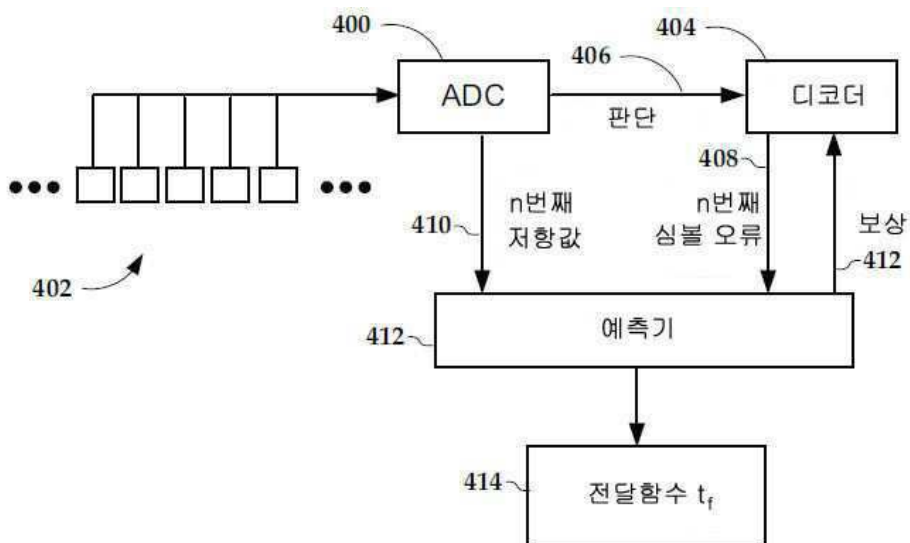 400
404
406
ADC
디코더
판단
408
n번째
저항값
410
n번째
심볼 오류
보상
412
402
412
예측기
414
전달함수 tf